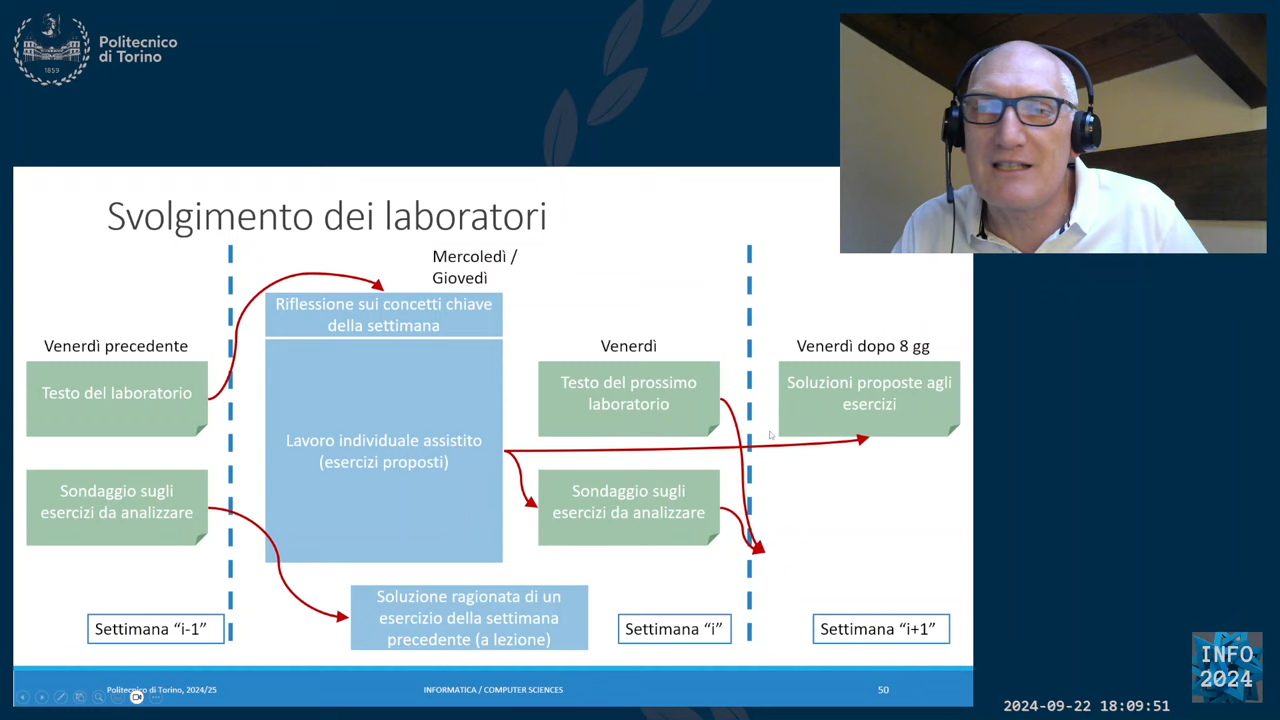 Politecnico
di Torino
1859
Svolgimento dei laboratori
Mercoledì /
Giovedì
Riflessione sui concetti chiave
della settimana
Venerdì precedente
Venerdì
Venerdì dopo 8 gg
Testo del laboratorio
Testo del prossimo
laboratorio
Soluzioni proposte agli
esercizi
Lavoro individuale assistito
(esercizi proposti)
Sondaggio sugli
esercizi da analizzare
Sondaggio sugli
esercizi da analizzare
Soluzione ragionata di un
esercizio della settimana
precedente (a lezione)
Settimana “i-1”
Settimana “i”
Settimana “i+1”
Politecnico di Torino, 2024/25
INFORMATICA / COMPUTER SCIENCES
50
INFO
2024
2024-09-22 18:09:51